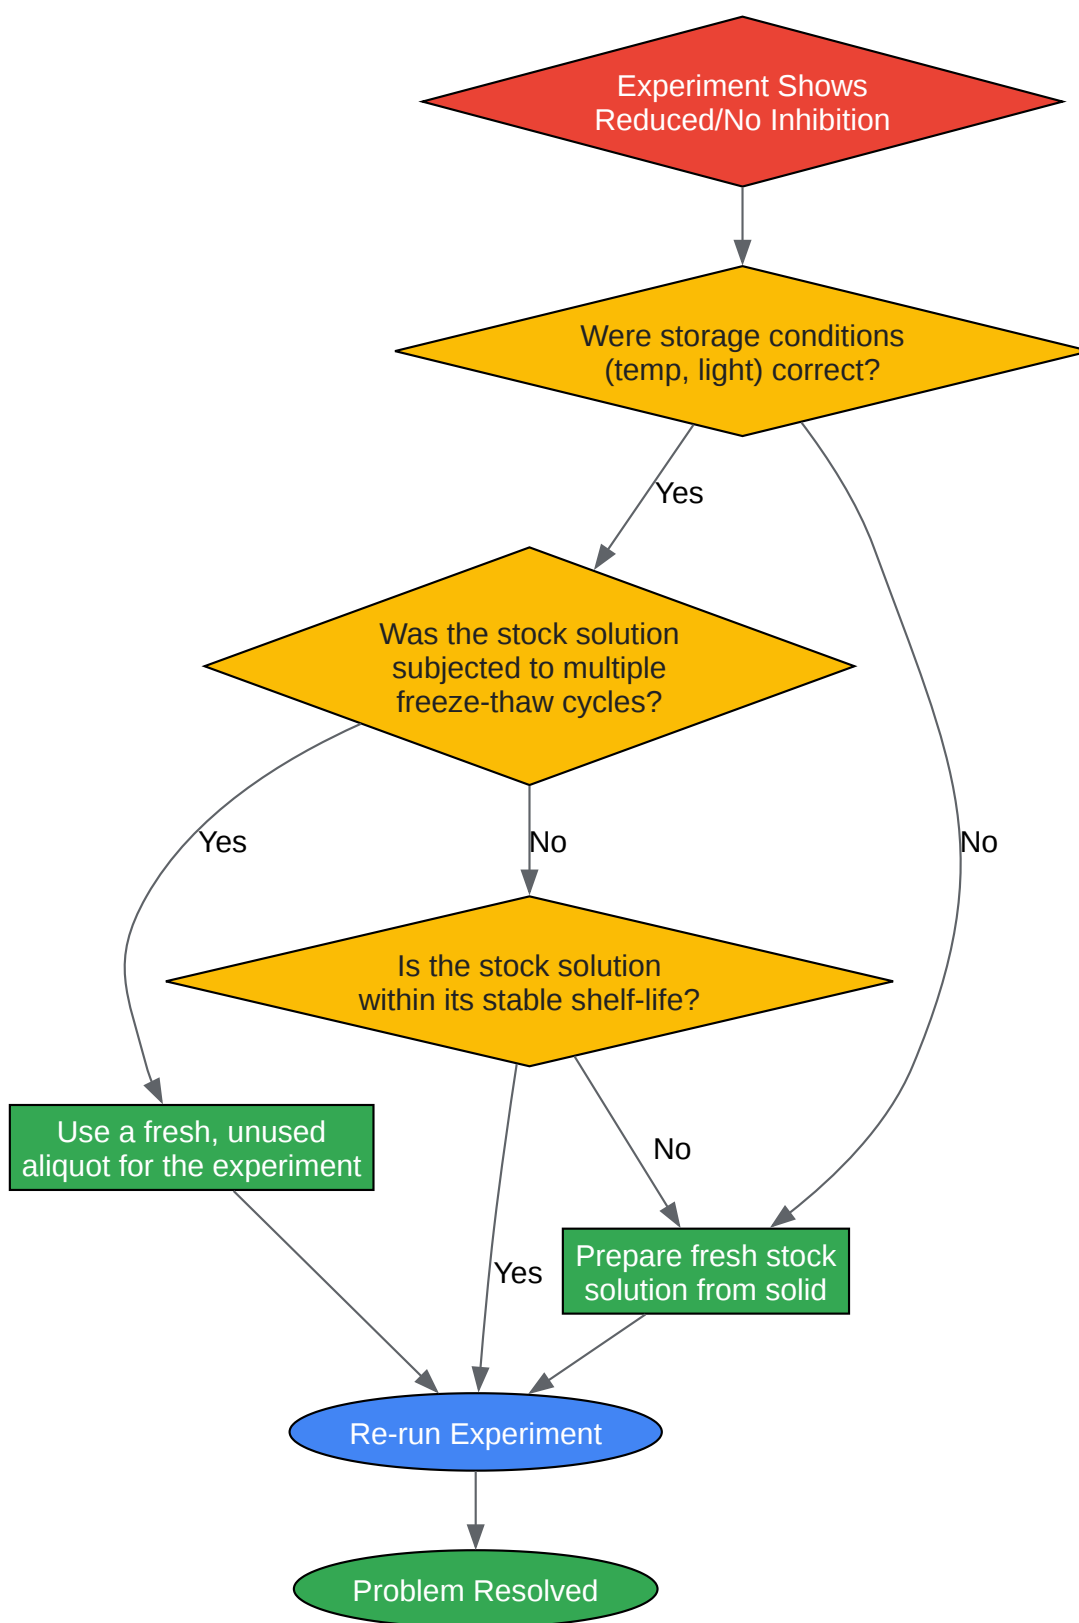 Experiment Shows
Reduced/No Inhibition
Were storage conditions
(temp, light) correct?
Yes
Was the stock solution
subjected to multiple
freeze-thaw cycles?
Yes
No
No
Is the stock solution
within its stable shelf-life?
Use a fresh, unused
aliquot for the experiment
No
Yes
Prepare fresh stock
solution from solid
Re-run Experiment
Problem Resolved